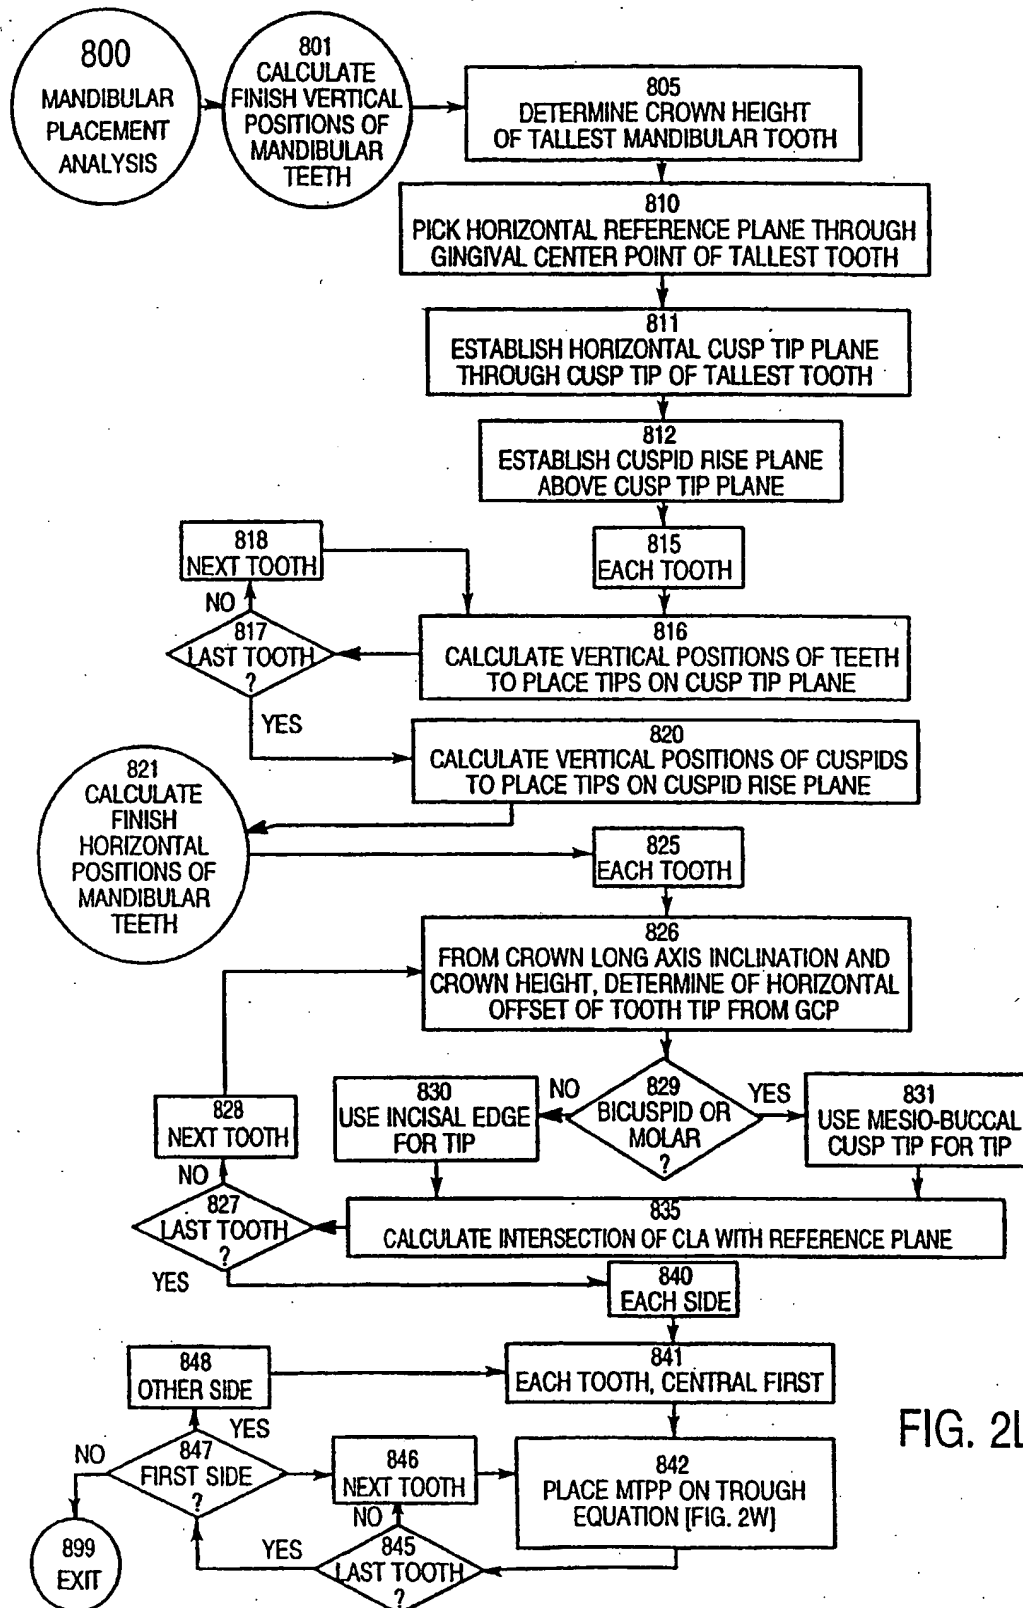 800
MANDIBULAR
PLACEMENT
ANALYSIS
801
CALCULATE
FINISH VERTICAL
POSITIONS OF
MANDIBULAR
TEETH
805
DETERMINE CROWN HEIGHT
OF TALLEST MANDIBULAR TOOTH
810
PICK HORIZONTAL REFERENCE PLANE THROUGH
GINGIVAL CENTER POINT OF TALLEST TOOTH
811
ESTABLISH HORIZONTAL CUSP TIP PLANE
THROUGH CUSP TIP OF TALLEST TOOTH
812
ESTABLISH CUSPID RISE PLANE
ABOVE CUSP TIP PLANE
815
EACH TOOTH
818
NEXT TOOTH
NO
817
LAST TOOTH
?
YES
816
CALCULATE VERTICAL POSITIONS OF TEETH
TO PLACE TIPS ON CUSP TIP PLANE
820
CALCULATE VERTICAL POSITIONS OF CUSPIDS
TO PLACE TIPS ON CUSPID RISE PLANE
821
CALCULATE
FINISH
HORIZONTAL
POSITIONS OF
MANDIBULAR
TEETH
825
EACH TOOTH
826
FROM CROWN LONG AXIS INCLINATION AND
CROWN HEIGHT, DETERMINE OF HORIZONTAL
OFFSET OF TOOTH TIP FROM GCP
829
BICUSPID OR
MOLAR
?
NO
YES
830
USE INCISAL EDGE
FOR TIP
831
USE MESIO-BUCCAL
CUSP TIP FOR TIP
828
NEXT TOOTH
NO
827
LAST TOOTH
?
YES
835
CALCULATE INTERSECTION OF CLA WITH REFERENCE PLANE
840
EACH SIDE
841
EACH TOOTH, CENTRAL FIRST
848
OTHER SIDE
YES
NO
847
FIRST SIDE
?
846
NEXT TOOTH
NO
842
PLACE MTPP ON TROUGH
EQUATION [FIG. 2W]
845
LAST TOOTH
?
YES
899
EXIT
FIG. 2L